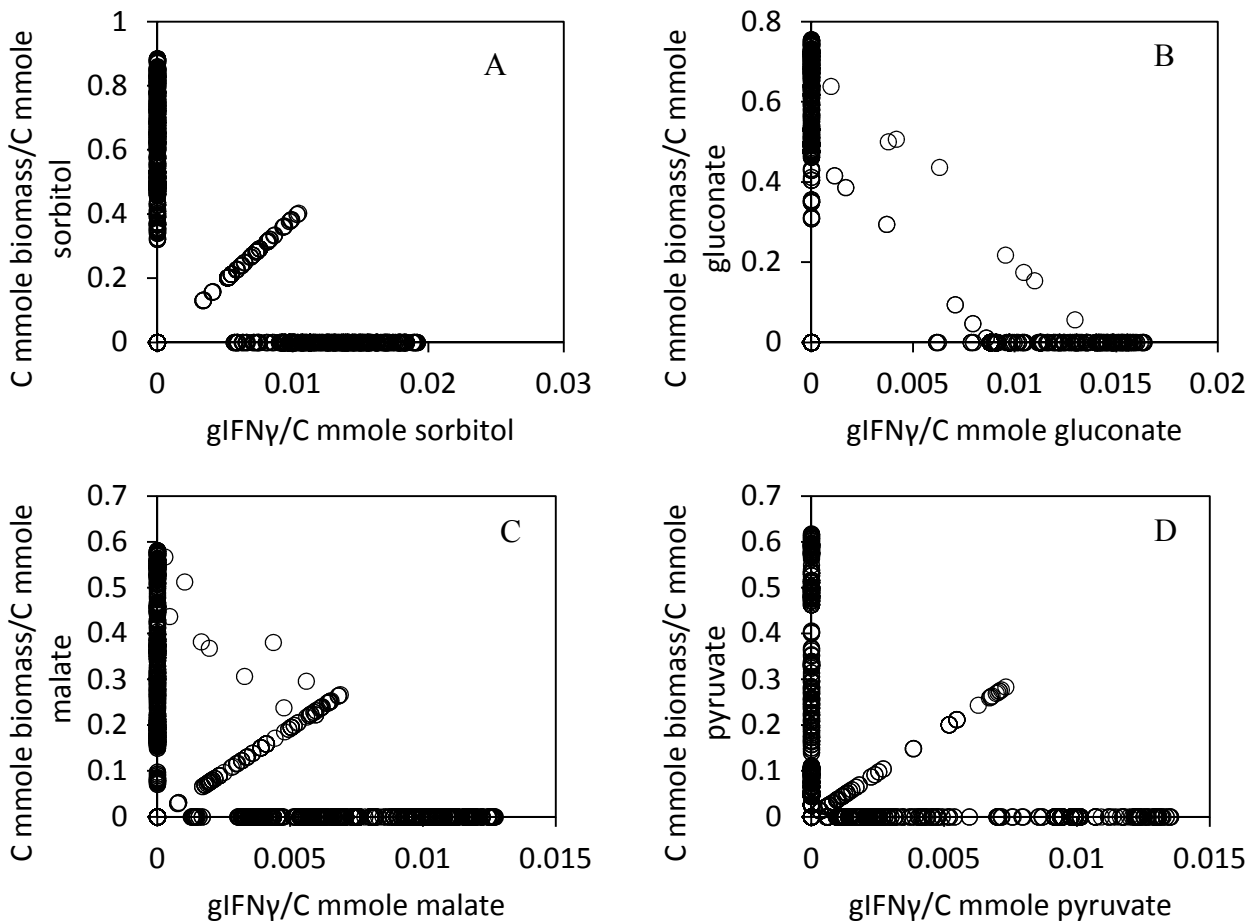 C mmole biomass/C mmole
sorbitol
1
0.8
0.6
0.4
0.2
0
A
0
0.01
0.02
0.03
gIFNγ/C mmole sorbitol
C mmole biomass/C mmole
gluconate
0.8
0.6
0.4
0.2
0
B
0
0.005
0.01
0.015
0.02
gIFNγ/C mmole gluconate
C mmole biomass/C mmole
malate
0.7
0.6
0.5
0.4
0.3
0.2
0.1
0
C
0
0.005
0.01
0.015
gIFNγ/C mmole malate
C mmole biomass/C mmole
pyruvate
0.7
0.6
0.5
0.4
0.3
0.2
0.1
0
D
0
0.005
0.01
0.015
gIFNγ/C mmole pyruvate